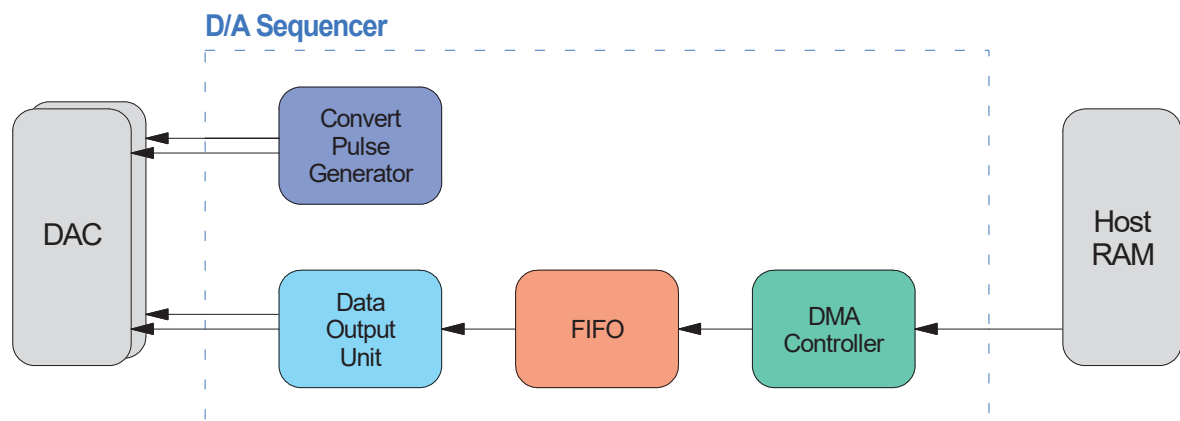 D/A Sequencer
Convert
Pulse
Generator
DAC
Host
RAM
Data
Output
Unit
FIFO
DMA
Controller